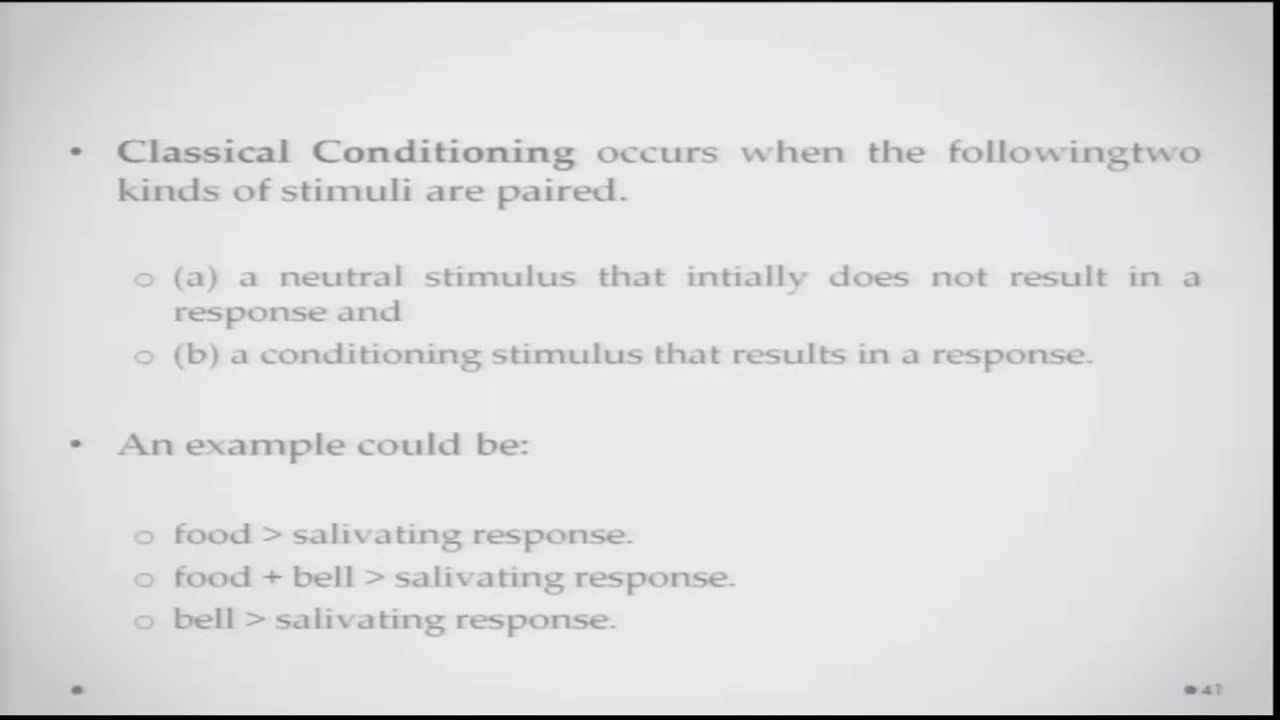 • Classical Conditioning occurs when the followingtwo
kinds of stimuli are paired.
o (a) a neutral stimulus that intially does not result in a
response and
o (b) a conditioning stimulus that results in a response.
• An example could be:
o food > salivating response.
o food + bell > salivating response.
o bell > salivating response.
• 41